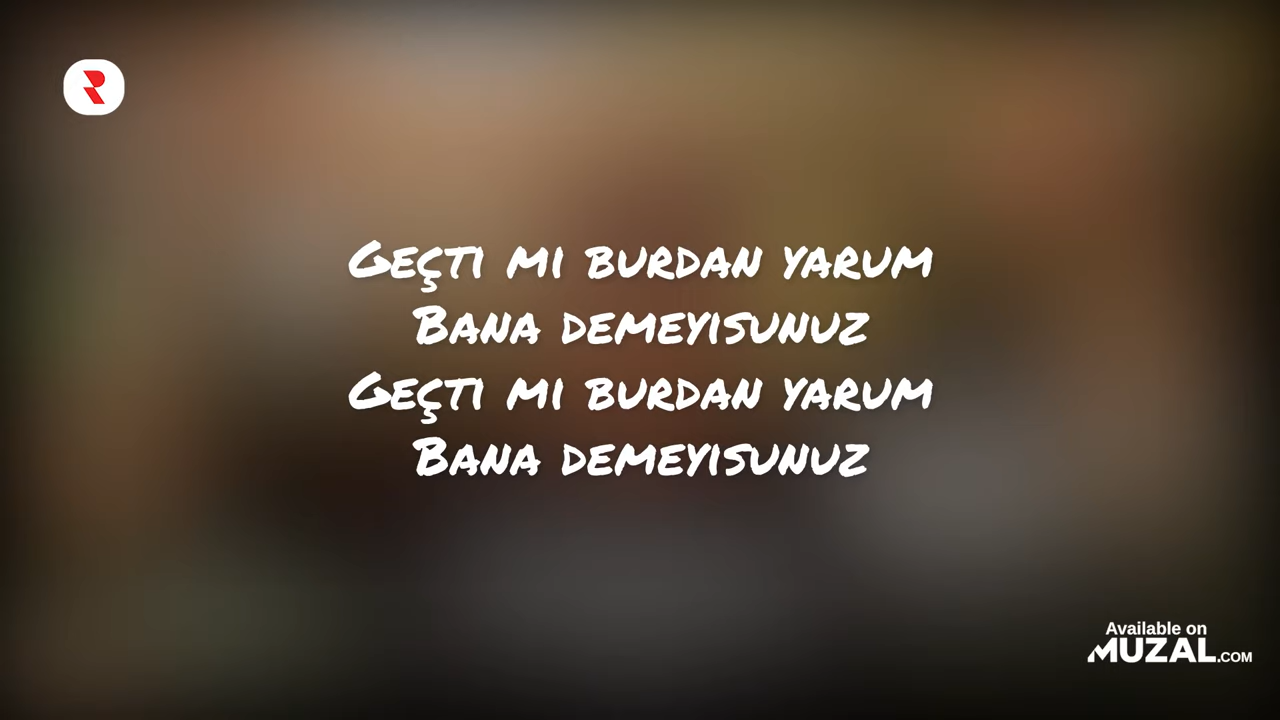 Geçti mi burdan yarum
Bana demeyisunuz
Geçti mi burdan yarum
Bana demeyisunuz
Available on
MUZAL.COM